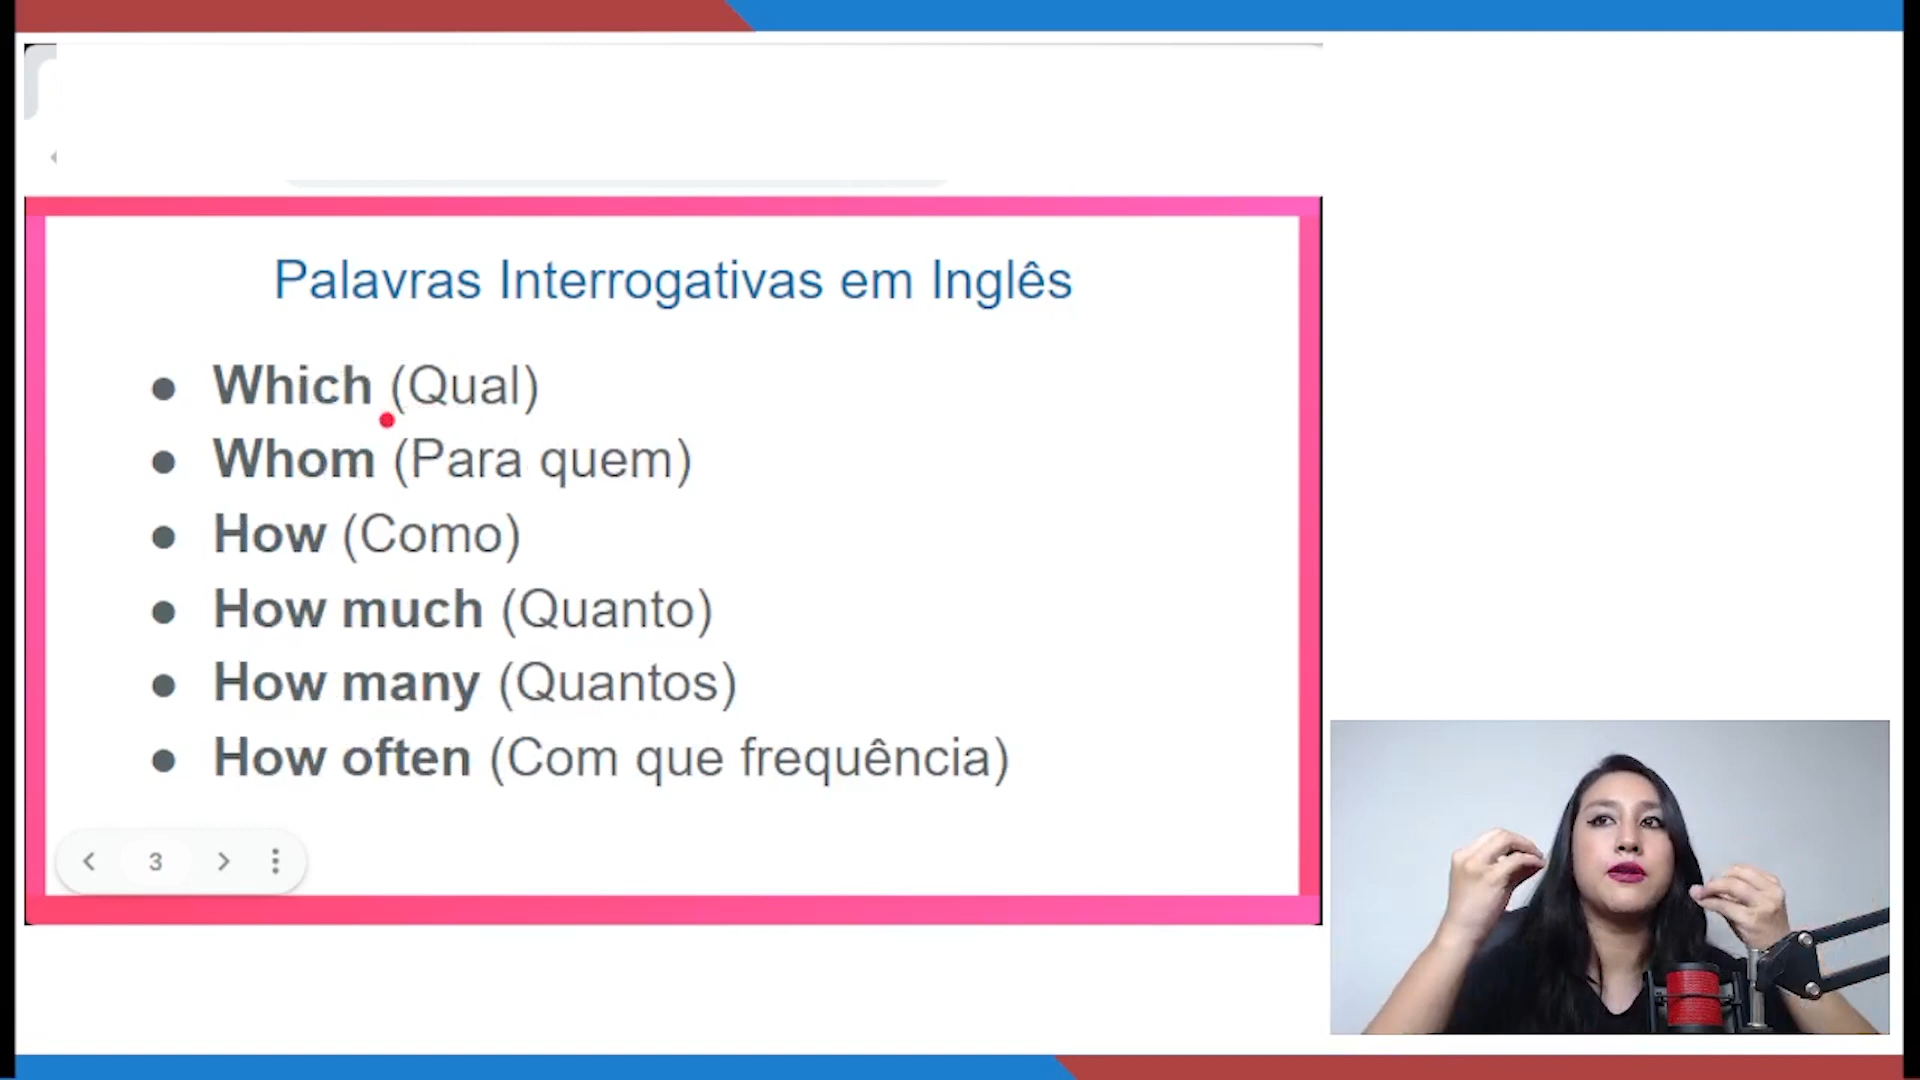 Palavras Interrogativas em Inglês
● Which (Qual)
● Whom (Para quem)
● How (Como)
● How much (Quanto)
● How many (Quantos)
● How often (Com que frequência)
3